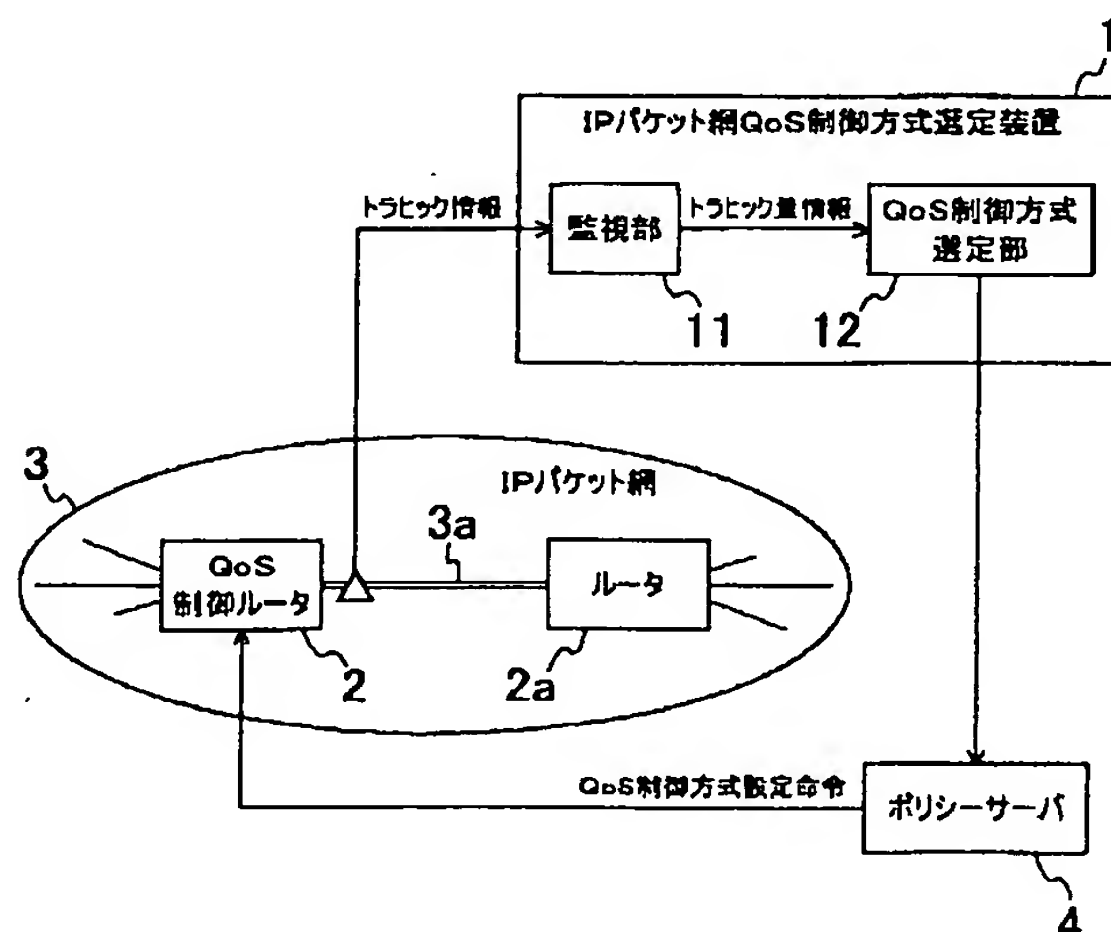 1
IPパケット網QoS制御方式選定装置
トラヒック情報
監視部
トラヒック量情報
QoS制御方式
選定部
11
12
3
IPパケット網
3a
QoS
制御ルータ
ルータ
2
2a
QoS制御方式設定命令
ポリシーサーバ
4